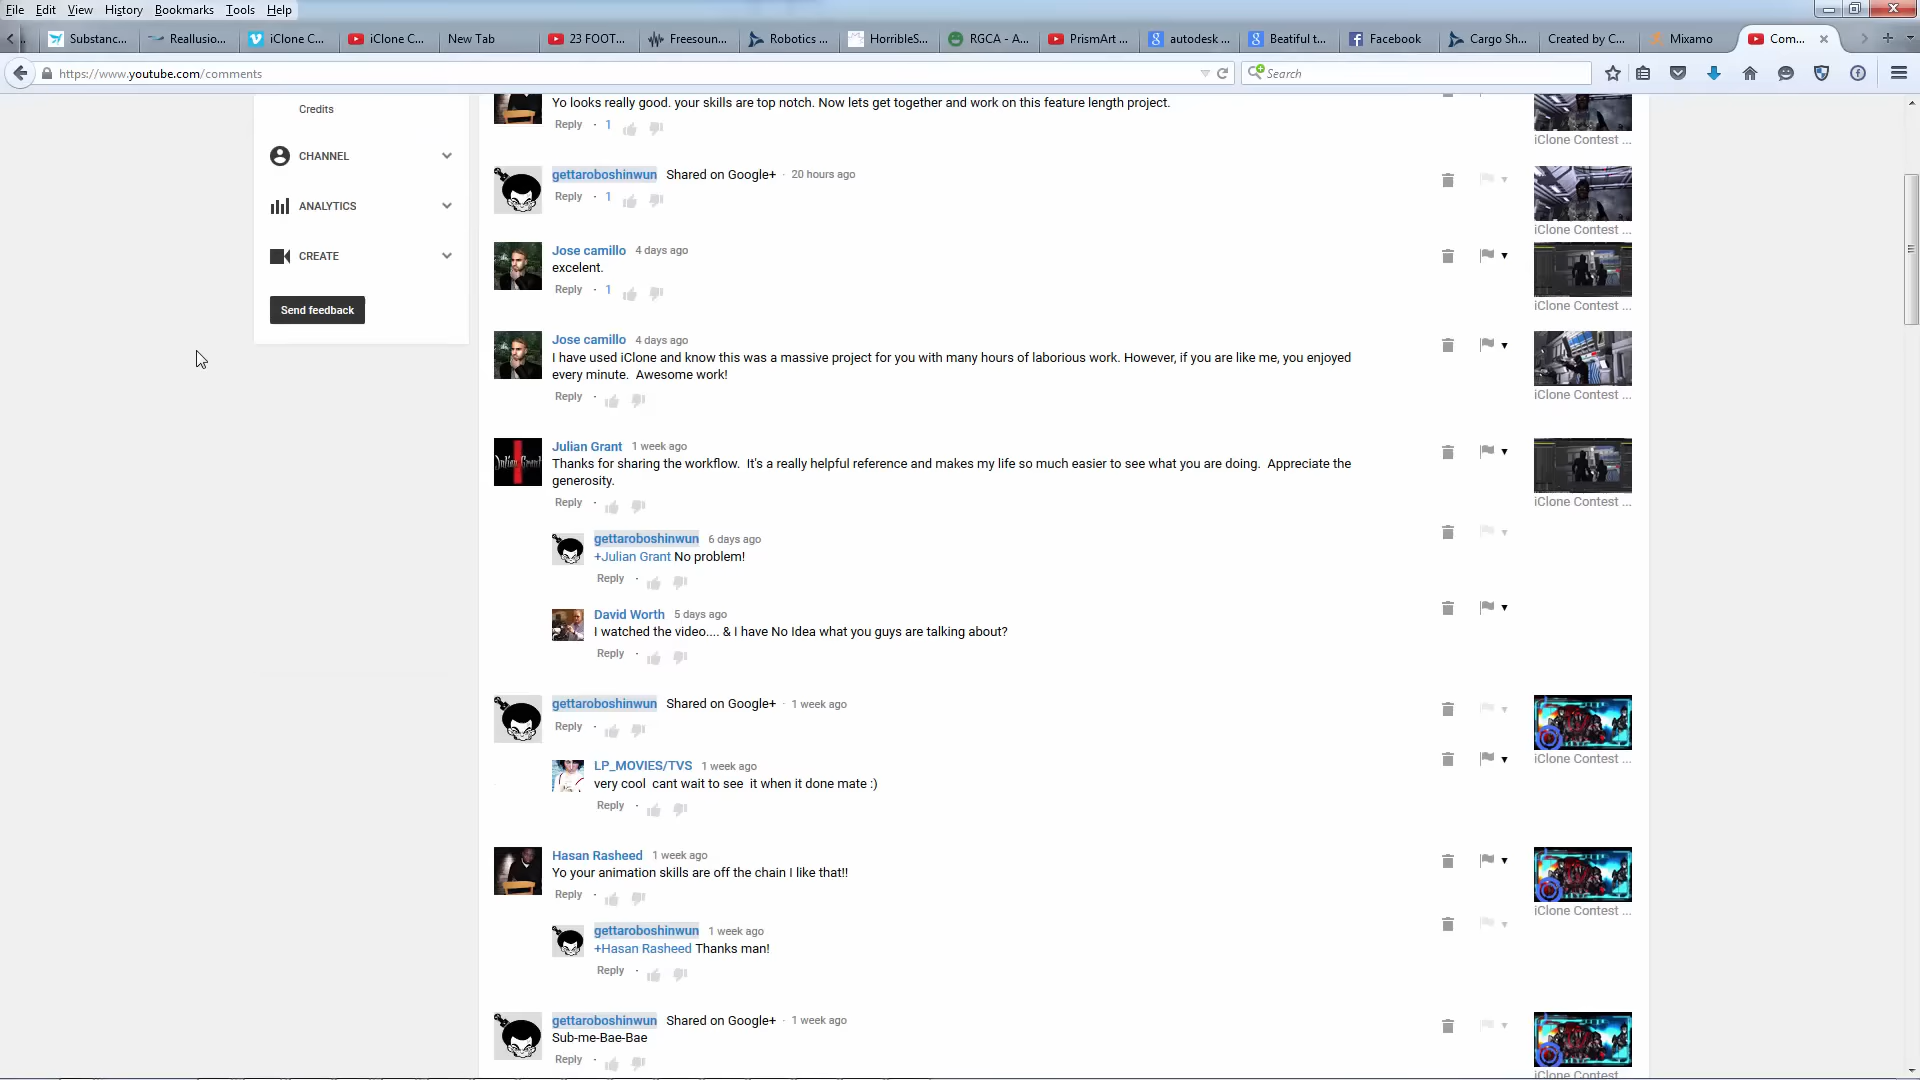 File Edit View History Bookmarks Tools Help
Substanc... Reallusio... iClone C... iClone C... New Tab 23 FOOT... Freesoun... Robotics ... HorribleS... RGCA - A... PrismArt ... autodesk ... Beatiful t... Facebook Cargo Sh... Created by C... Mixamo Com...
https://www.youtube.com/comments
Search
Credits
CHANNEL
ANALYTICS
CREATE
Send feedback
Yo looks really good. your skills are top notch. Now lets get together and work on this feature length project.
Reply · 1
iClone Contest ...
gettaroboshinwun Shared on Google+ · 20 hours ago
Reply · 1
iClone Contest ...
Jose camillo 4 days ago
excelent.
Reply · 1
iClone Contest ...
Jose camillo 4 days ago
I have used iClone and know this was a massive project for you with many hours of laborious work. However, if you are like me, you enjoyed
every minute. Awesome work!
Reply ·
iClone Contest ...
Julian Grant 1 week ago
Thanks for sharing the workflow. It's a really helpful reference and makes my life so much easier to see what you are doing. Appreciate the
generosity.
Reply ·
iClone Contest ...
gettaroboshinwun 6 days ago
+Julian Grant No problem!
Reply ·
David Worth 5 days ago
I watched the video.... & I have No Idea what you guys are talking about?
Reply ·
gettaroboshinwun Shared on Google+ · 1 week ago
Reply ·
iClone Contest ...
LP_MOVIES/TVS 1 week ago
very cool cant wait to see it when it done mate :)
Reply ·
Hasan Rasheed 1 week ago
Yo your animation skills are off the chain I like that!!
Reply ·
iClone Contest ...
gettaroboshinwun 1 week ago
+Hasan Rasheed Thanks man!
Reply ·
gettaroboshinwun Shared on Google+ · 1 week ago
Sub-me-Bae-Bae
Reply ·
iClone Contest ...